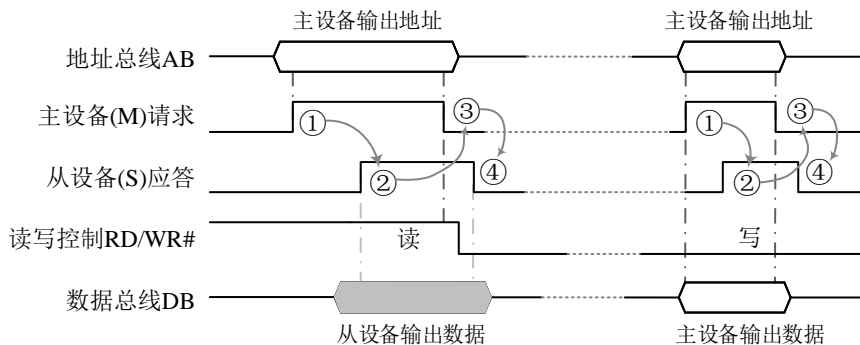 主设备输出地址 主设备输出地址
地址总线AB
主设备(M)请求 ① ③ ① ③
从设备(S)应答 ② ④ ② ④
读写控制RD/WR# 读 写
数据总线DB
从设备输出数据 主设备输出数据